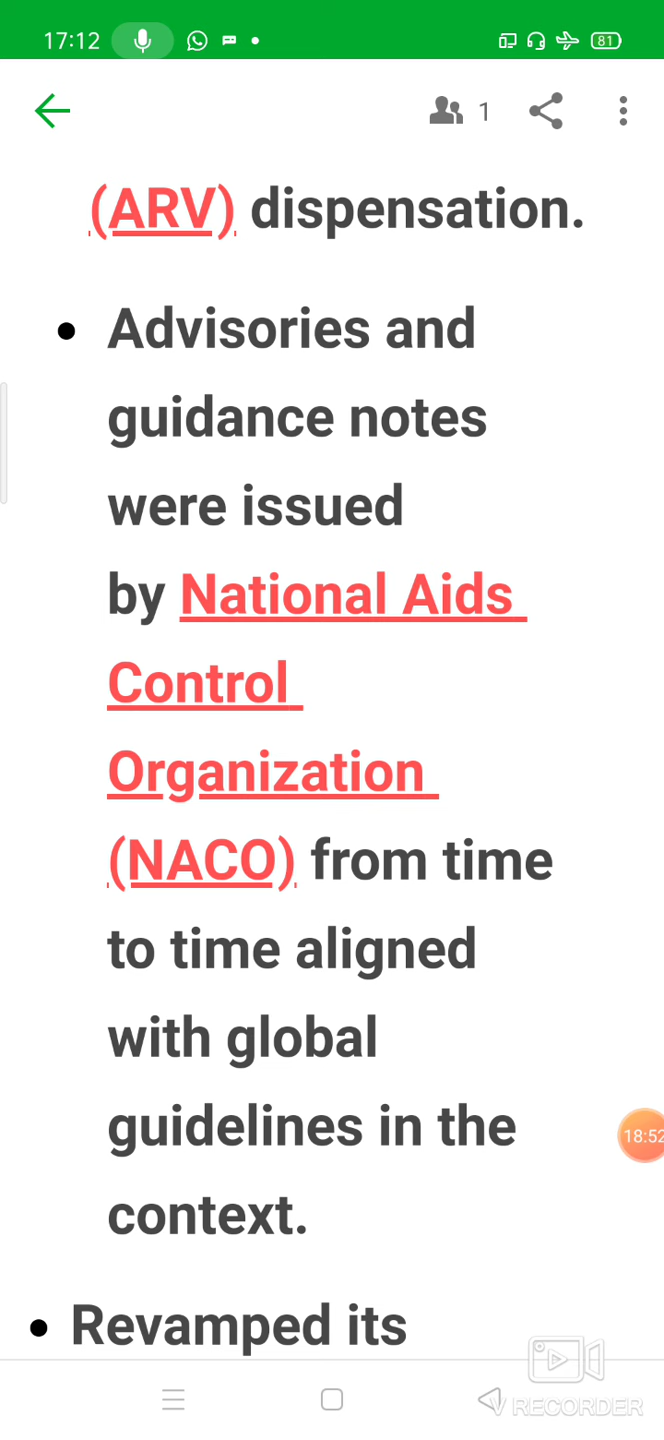 17:12
81
1
(ARV) dispensation.
• Advisories and
guidance notes
were issued
by National Aids
Control
Organization
(NACO) from time
to time aligned
with global
guidelines in the
context.
18:52
• Revamped its
V RECORDER